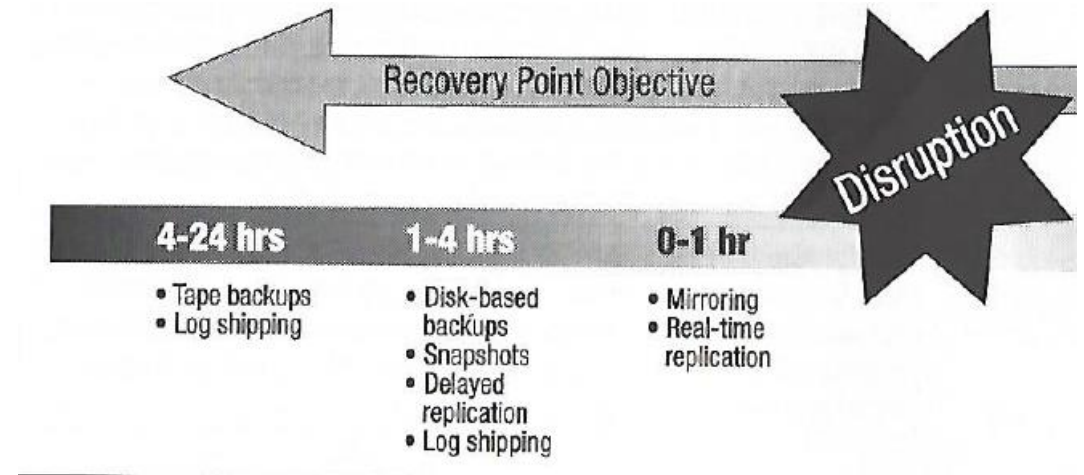 Recovery Point Objective
Disruption
4-24 hrs
• Tape backups
• Log shipping
1-4 hrs
• Disk-based
backups
• Snapshots
• Delayed
replication
• Log shipping
0-1 hr
• Mirroring
• Real-time
replication